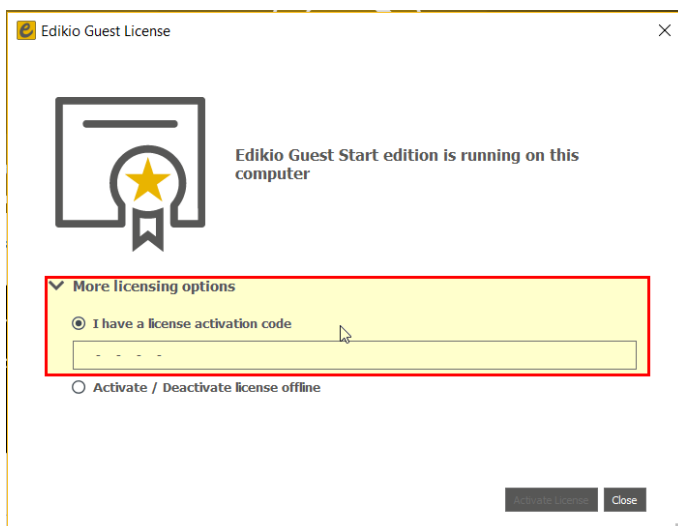 Edikio Guest License
Edikio Guest Start edition is running on this
computer
More licensing options
I have a license activation code
- - - -
Activate / Deactivate license offline
Activate License
Close